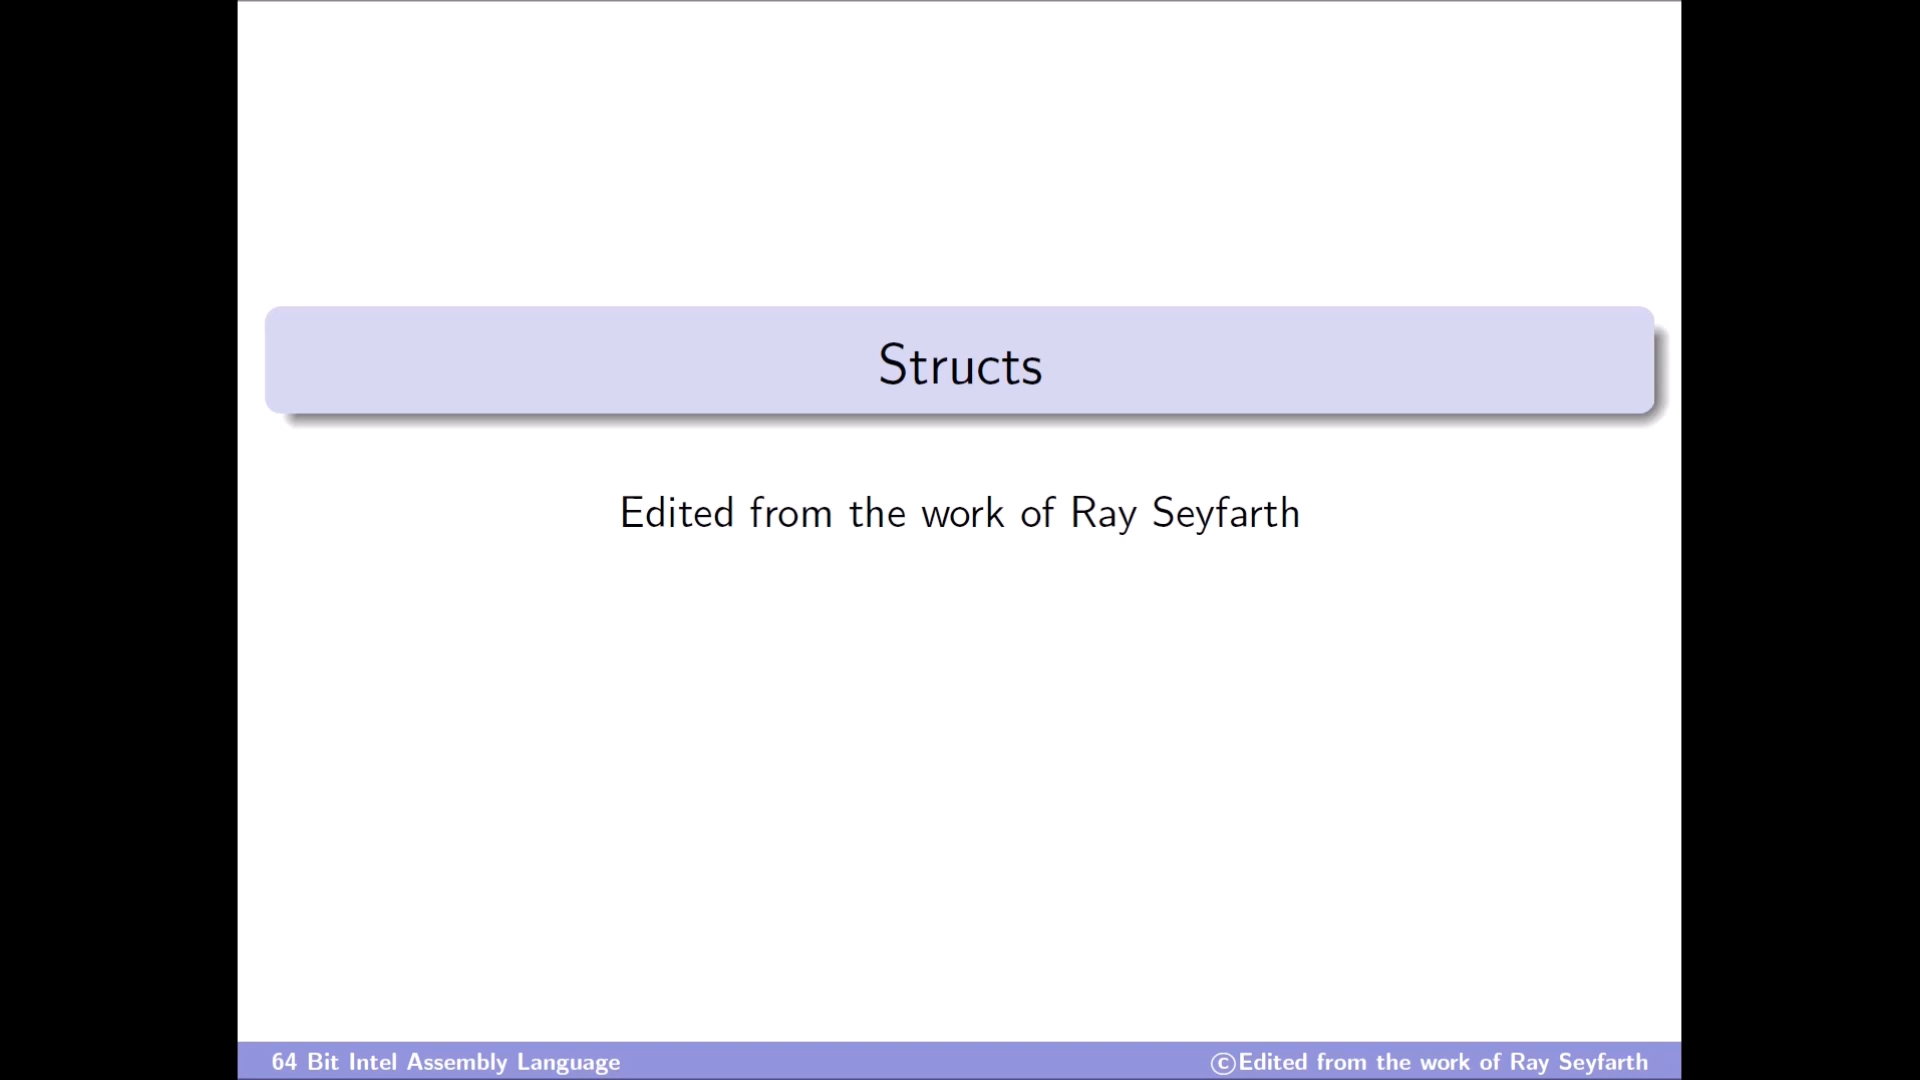 Structs
Edited from the work of Ray Seyfarth
64 Bit Intel Assembly Language
©Edited from the work of Ray Seyfarth